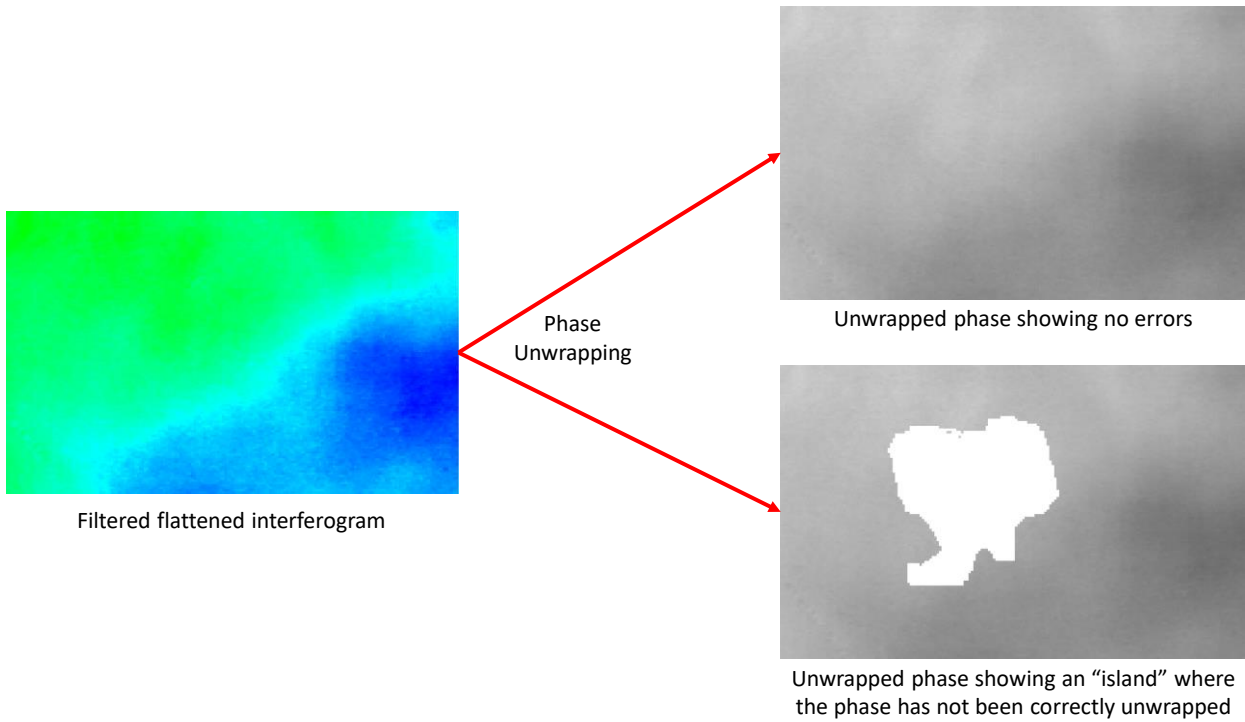 Unwrapped phase showing no errors
Phase
Unwrapping
Filtered flattened interferogram
Unwrapped phase showing an “island” where
the phase has not been correctly unwrapped